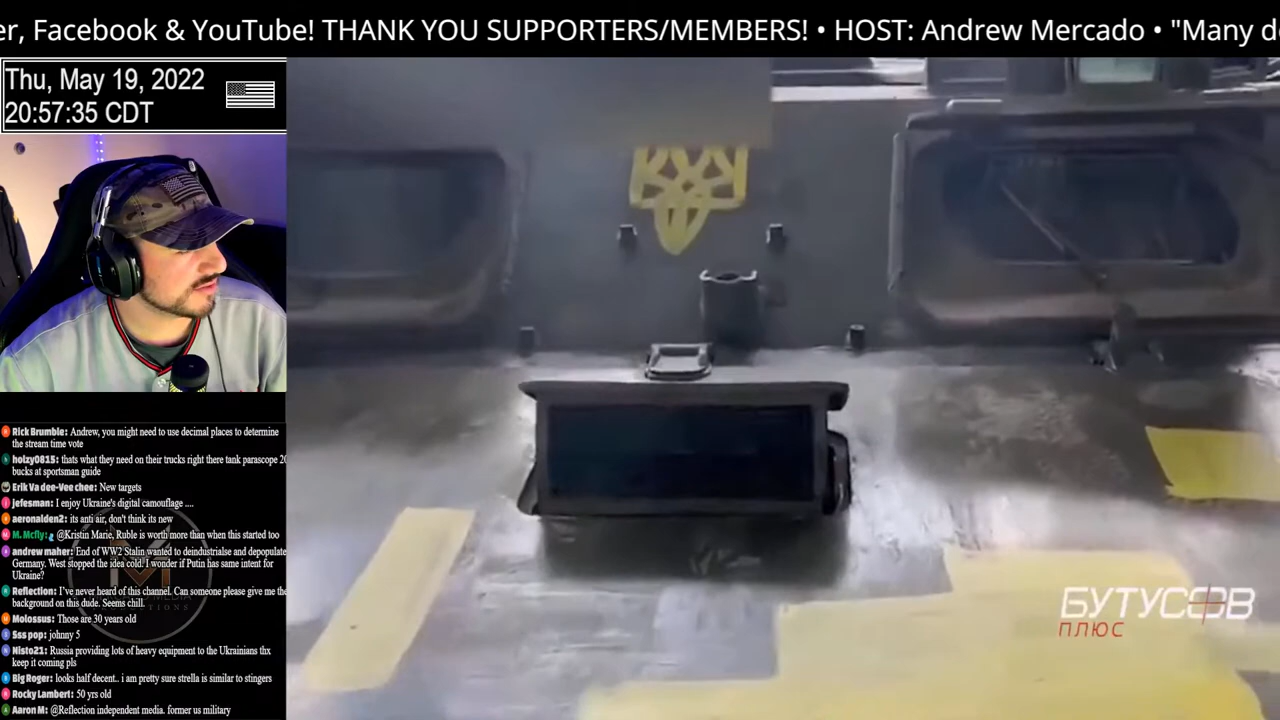 er, Facebook & YouTube! THANK YOU SUPPORTERS/MEMBERS! • HOST: Andrew Mercado • "Many d
Thu, May 19, 2022
20:57:35 CDT
Rick Brumble: Andrew, you might need to use decimal places to determine
the stream time vote
holzy0815: thats what they need on their trucks right there tank parascope 20
bucks at sportsman guide
Erik Va dee-Vee chee: New targets
jefesman: I enjoy Ukraine's digital camouflage ....
aeronalden2: its anti air, don't think its new
M. Mcfly: @Kristin Marie, Ruble is worth more than when this started too
andrew maher: End of WW2 Stalin wanted to deindustrialse and depopulate
Germany. West stopped the idea cold. I wonder if Putin has same intent for
Ukraine?
Reflection: I've never heard of this channel. Can someone please give me the
background on this dude. Seems chill.
Molossus: Those are 30 years old
Sss pop: johnny 5
Nisto21: Russia providing lots of heavy equipment to the Ukrainians thx
keep it coming pls
Big Roger: looks half decent.. i am pretty sure strella is similar to stingers
Rocky Lambert: 50 yrs old
Aaron M: @Reflection independent media. former us military
БУТУСОВ
ПЛЮС